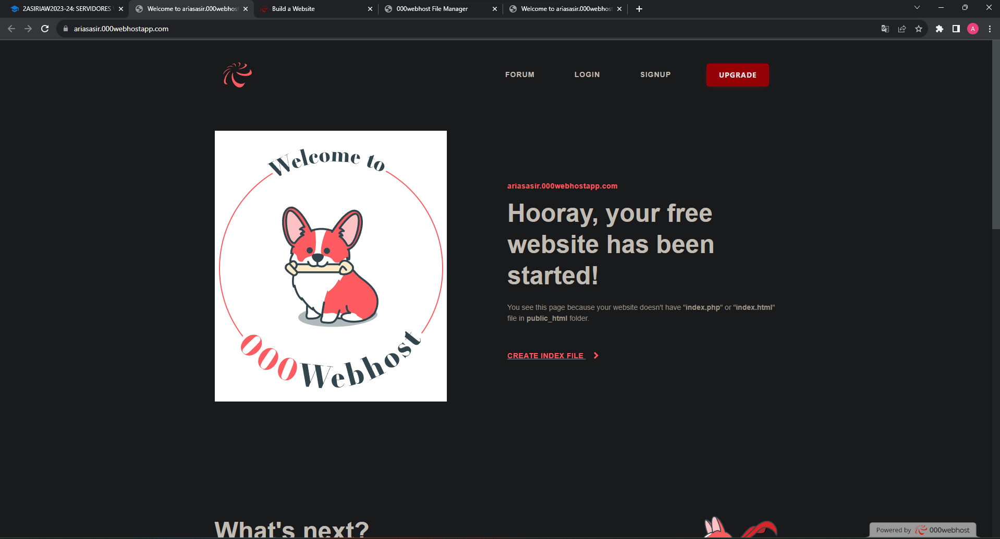 2ASIRIAW2023-24: SERVIDORES
Welcome to ariasasir.000webhos
Build a Website
000webhost File Manager
Welcome to ariasasir.000webhos
ariasasir.000webhostapp.com
A
FORUM
LOGIN
SIGNUP
UPGRADE
Welcome to
000Webhost
ariasasir.000webhostapp.com
Hooray, your free
website has been
started!
You see this page because your website doesn't have "index.php" or "index.html"
file in public_html folder.
CREATE INDEX FILE
What's next?
Powered by 000webhost